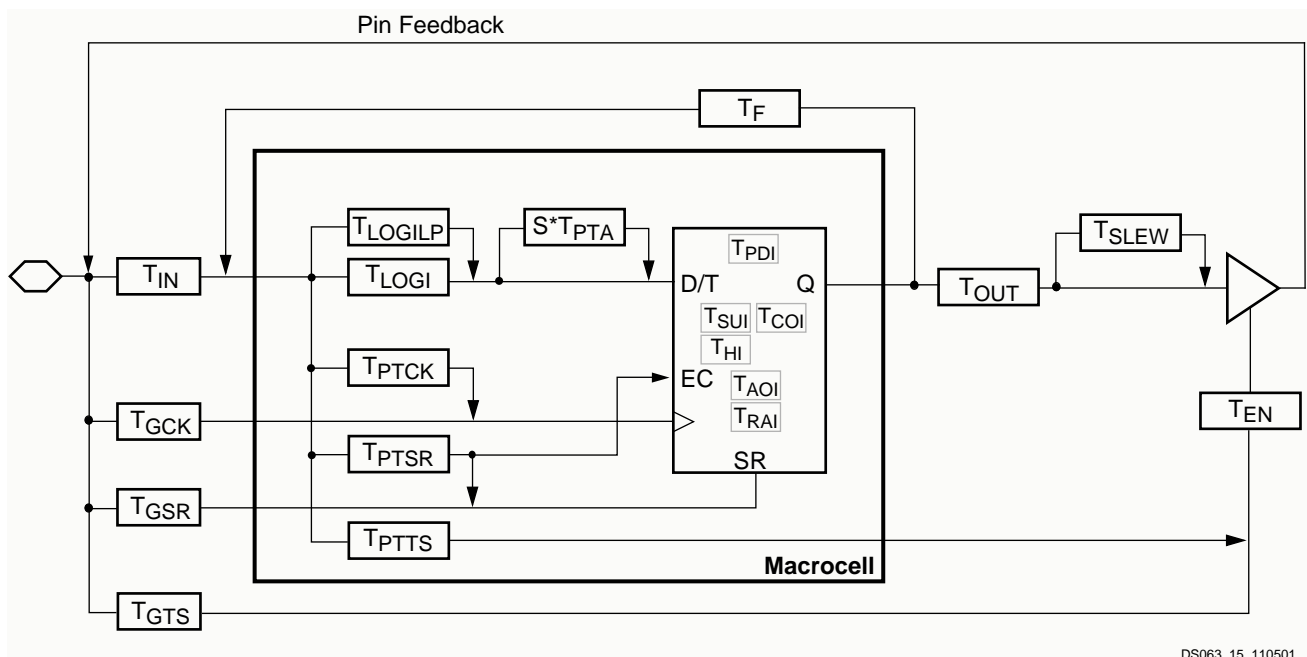 Pin Feedback
TF
TLOGILP
S*TPTA
TPDI
TSLEW
TIN
TLOGI
D/T
Q
TOUT
TSUI
TCOI
THI
TPTCK
EC
TAOI
TGCK
TRAI
TEN
TPTSR
SR
TGSR
TPTTS
Macrocell
TGTS
DS063_15_110501